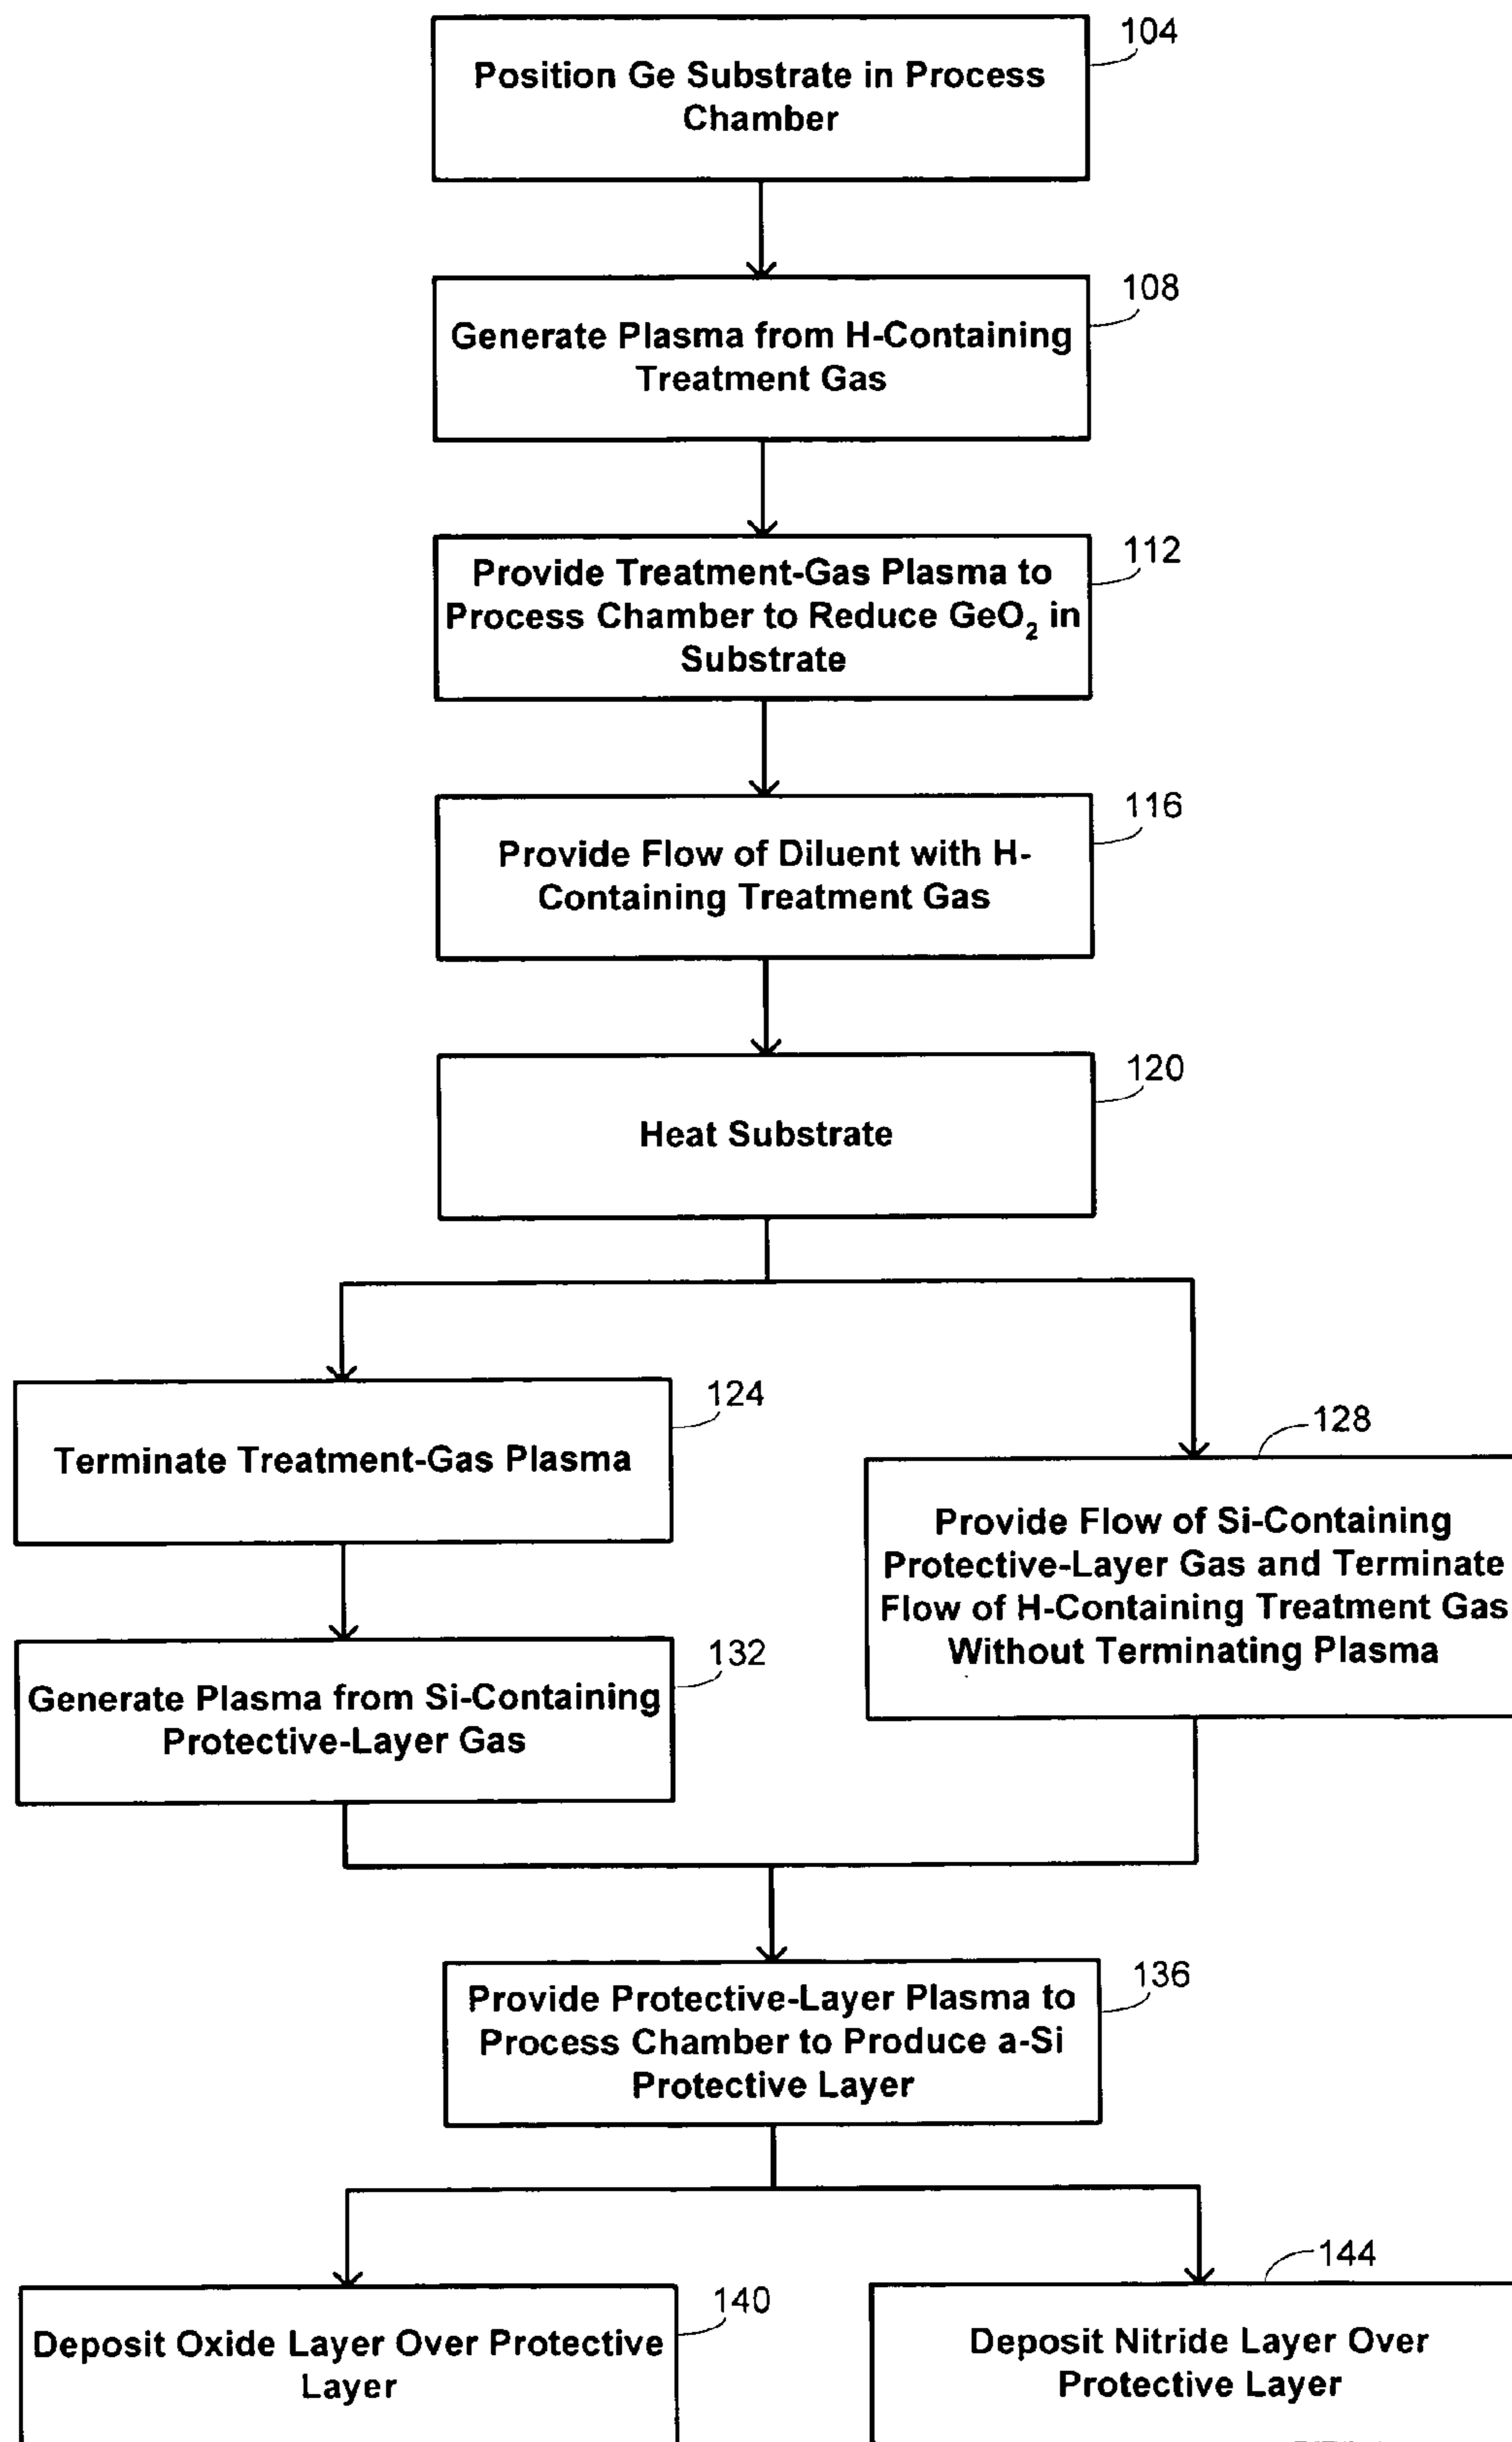 104
Position Ge Substrate in Process
Chamber
108
Generate Plasma from H-Containing
Treatment Gas
112
Provide Treatment-Gas Plasma to
Process Chamber to Reduce GeO₂ in
Substrate
116
Provide Flow of Diluent with H-
Containing Treatment Gas
120
Heat Substrate
124
Terminate Treatment-Gas Plasma
128
Provide Flow of Si-Containing
Protective-Layer Gas and Terminate
Flow of H-Containing Treatment Gas
Without Terminating Plasma
132
Generate Plasma from Si-Containing
Protective-Layer Gas
136
Provide Protective-Layer Plasma to
Process Chamber to Produce a-Si
Protective Layer
140
Deposit Oxide Layer Over Protective
Layer
144
Deposit Nitride Layer Over
Protective Layer